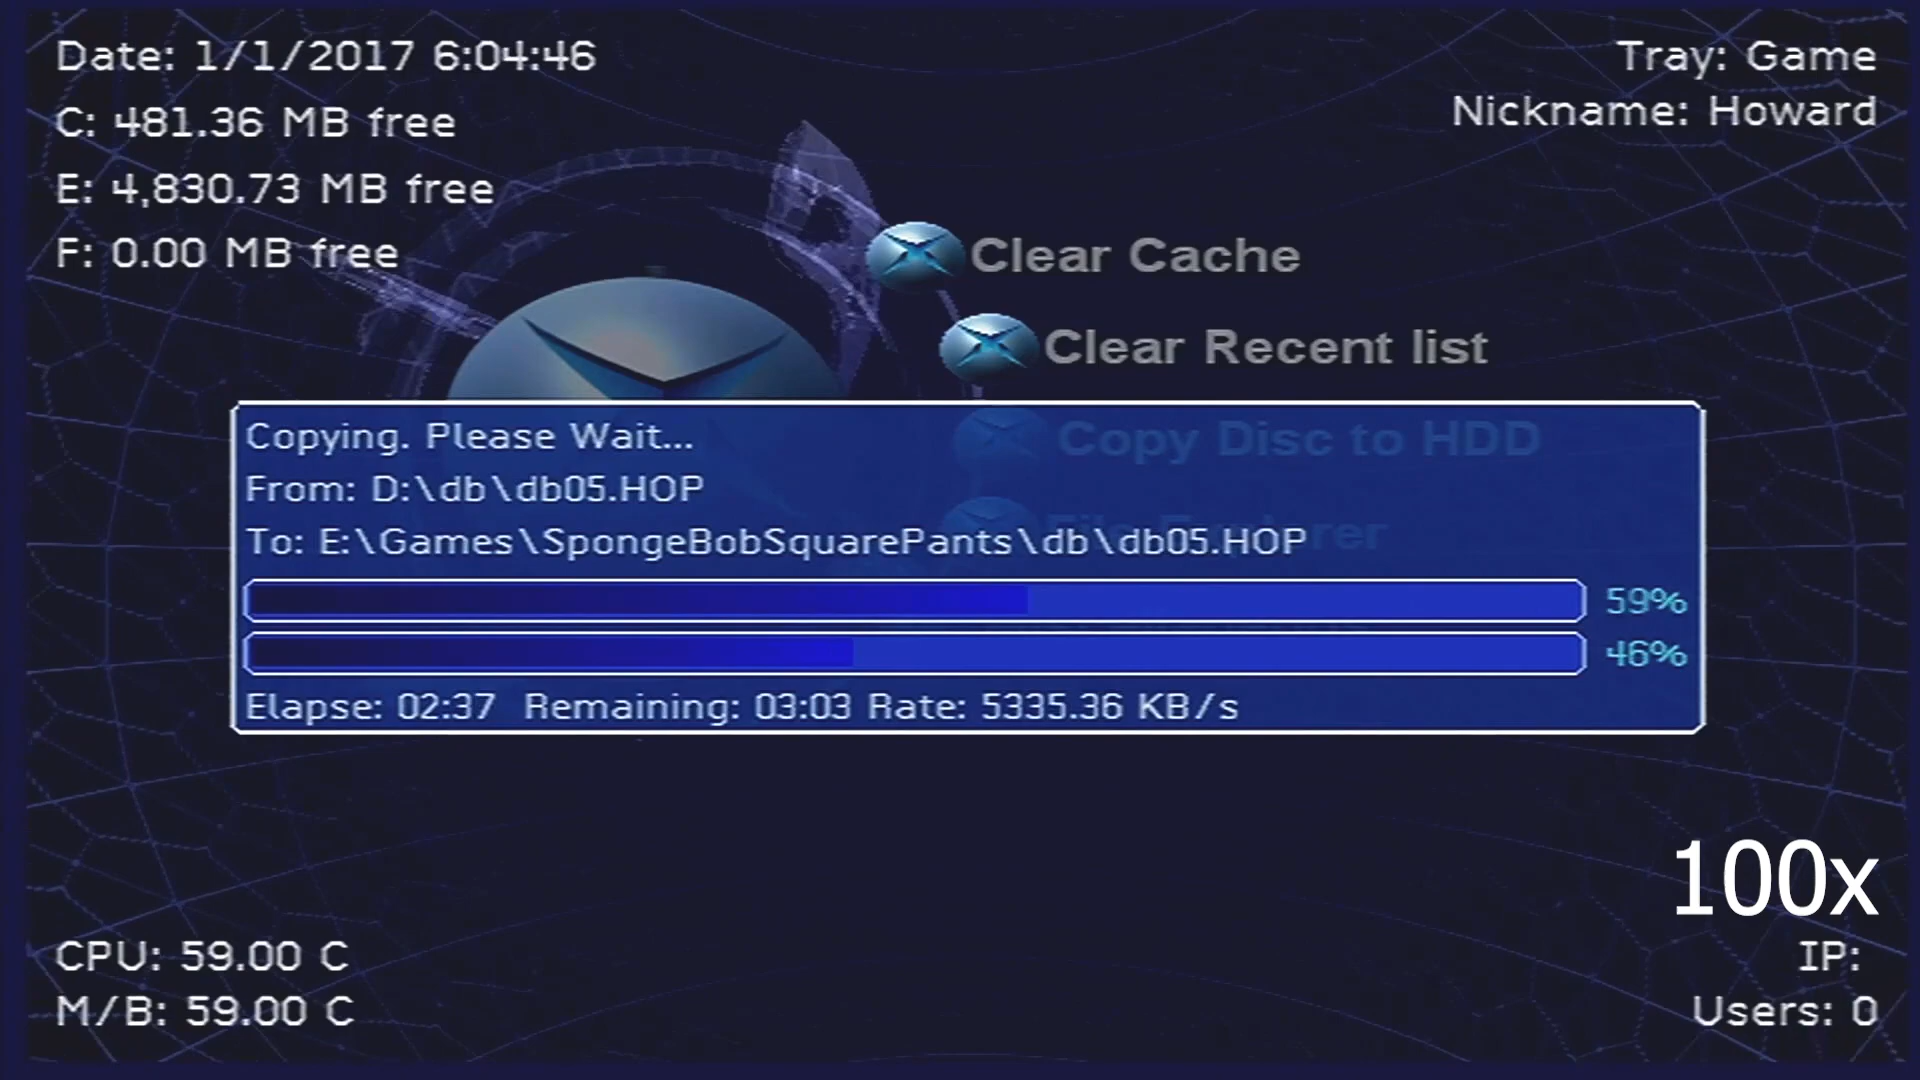 Date: 1/1/2017 6:04:46
Tray: Game
C: 481.36 MB free
Nickname: Howard
E: 4,830.73 MB free
F: 0.00 MB free
Clear Cache
Clear Recent list
Copying. Please Wait...
Copy Disc to HDD
From: D:\db\db05.HOP
To: E:\Games\SpongeBobSquarePants\db\db05.HOP
File Explorer
59%
46%
Elapse: 02:37 Remaining: 03:03 Rate: 5335.36 KB/s
100x
CPU: 59.00 C
IP:
M/B: 59.00 C
Users: 0